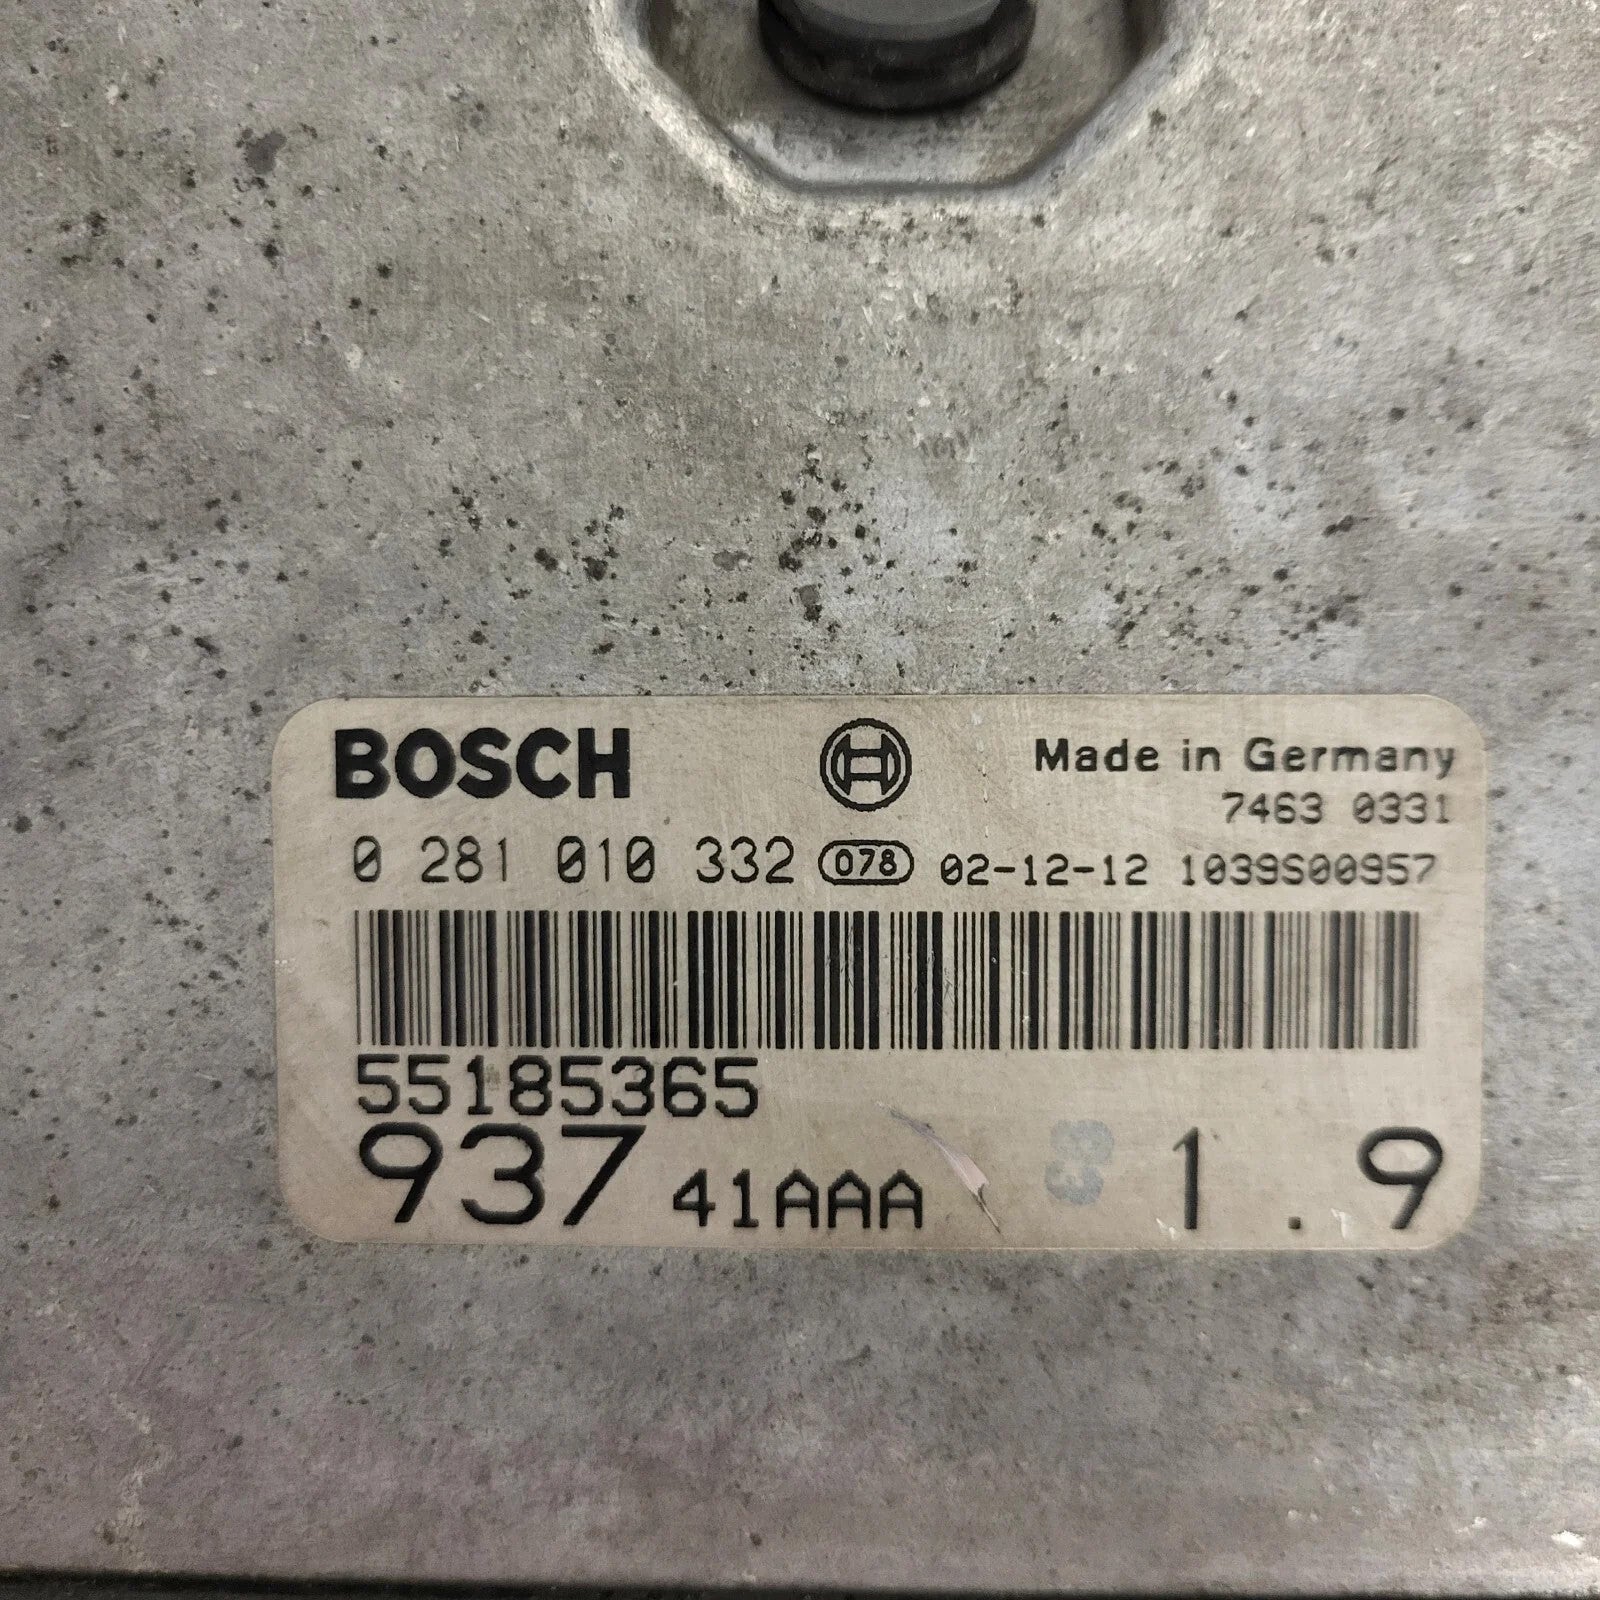 BOSCH Made in Germany
7463 0331
0 281 010 332 078 02-12-12 1039S00957
55185365
937 41AAA 3 1.9